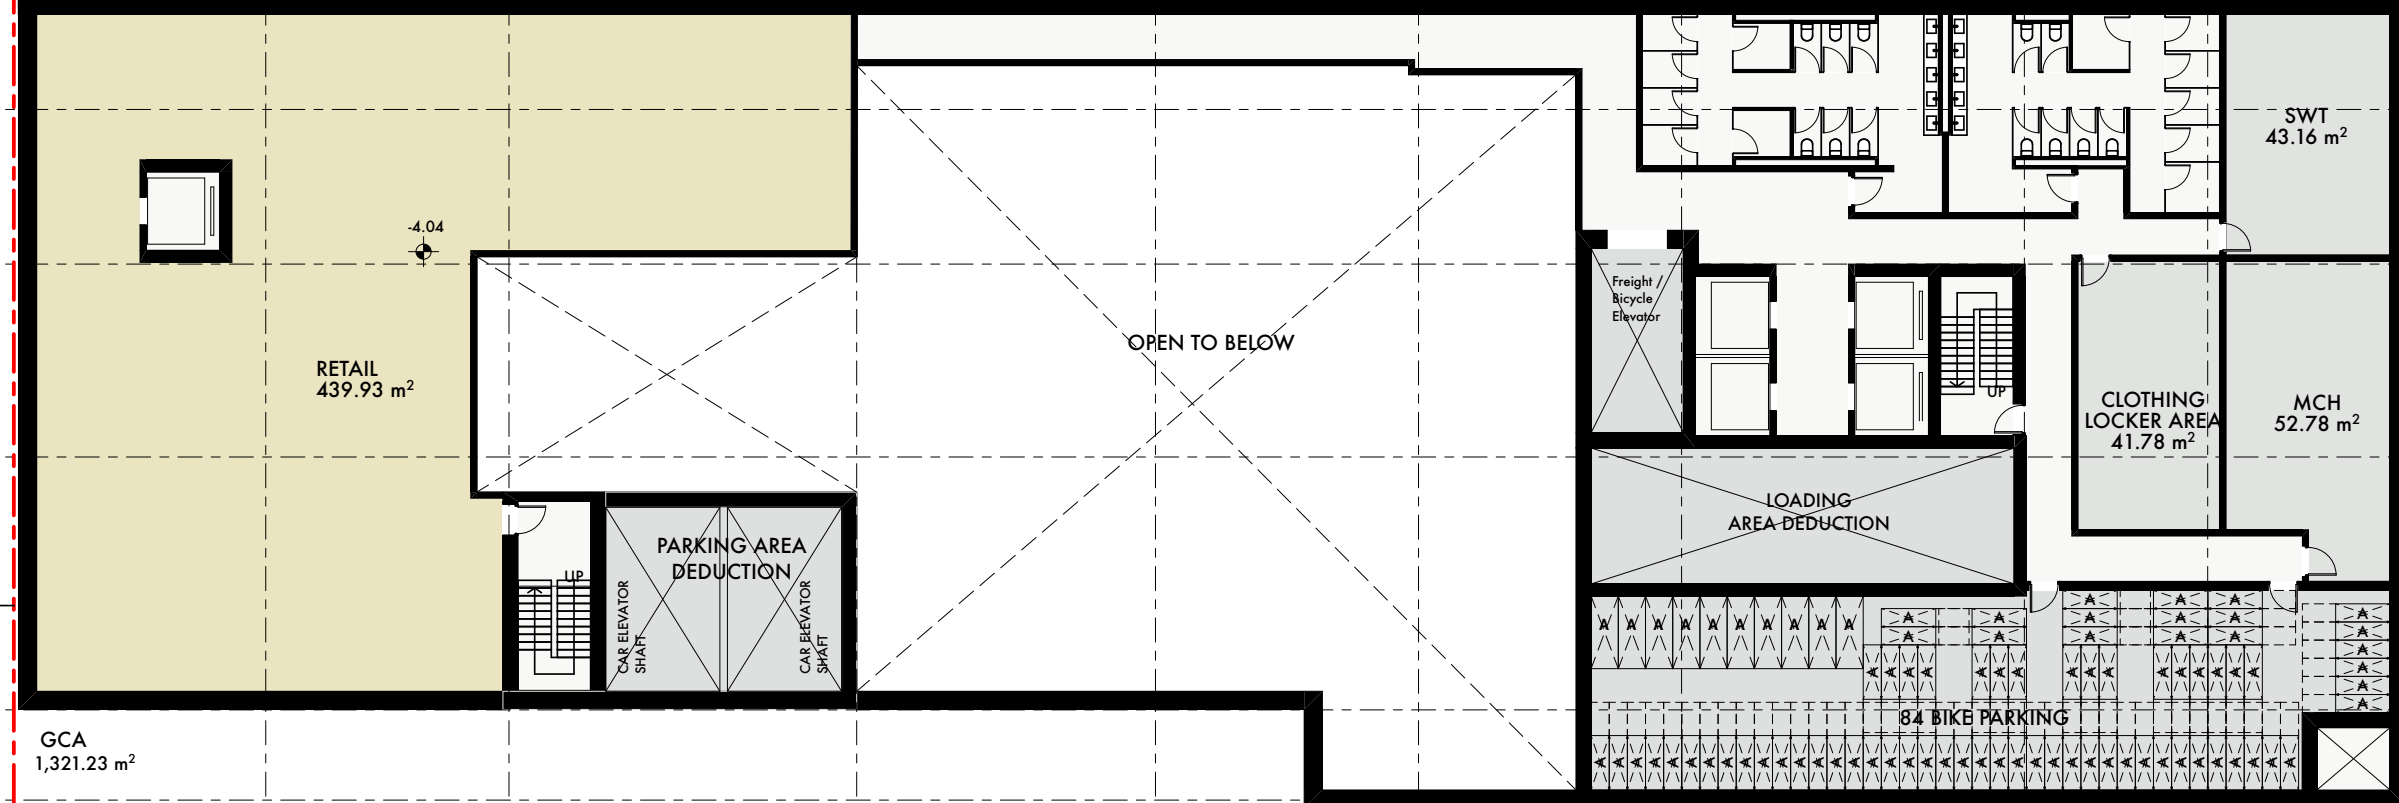 SWT
43.16 m²
-4.04
Freight /
Bicycle
Elevator
OPEN TO BELOW
RETAIL
439.93 m²
UP
CLOTHING
LOCKER AREA
41.78 m²
MCH
52.78 m²
LOADING
AREA DEDUCTION
PARKING AREA
DEDUCTION
UP
CAR ELEVATOR
SHAFT
CAR ELEVATOR
SHAFT
84 BIKE PARKING
GCA
1,321.23 m²